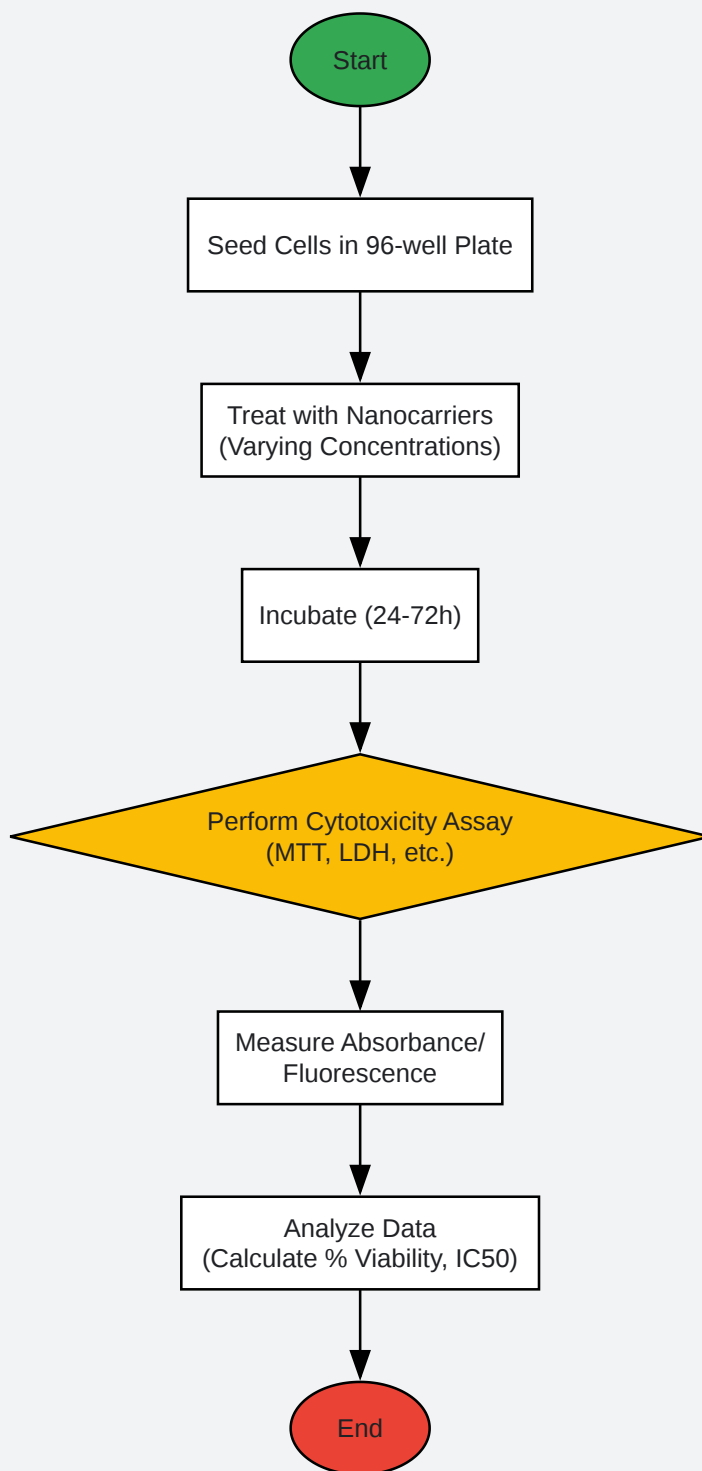 Start
Seed Cells in 96-well Plate
Treat with Nanocarriers
(Varying Concentrations)
Incubate (24-72h)
Perform Cytotoxicity Assay
(MTT, LDH, etc.)
Measure Absorbance/
Fluorescence
Analyze Data
(Calculate % Viability, IC50)
End